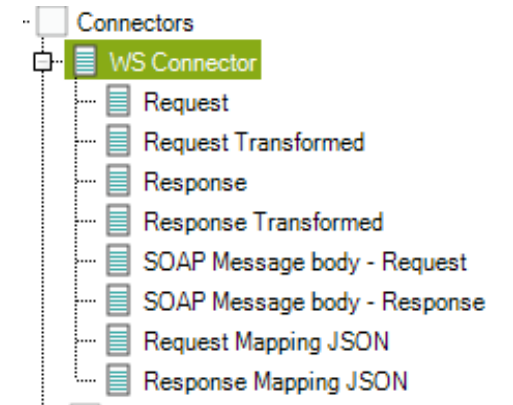 Connectors
WS Connector
Request
Request Transformed
Response
Response Transformed
SOAP Message body - Request
SOAP Message body - Response
Request Mapping JSON
Response Mapping JSON